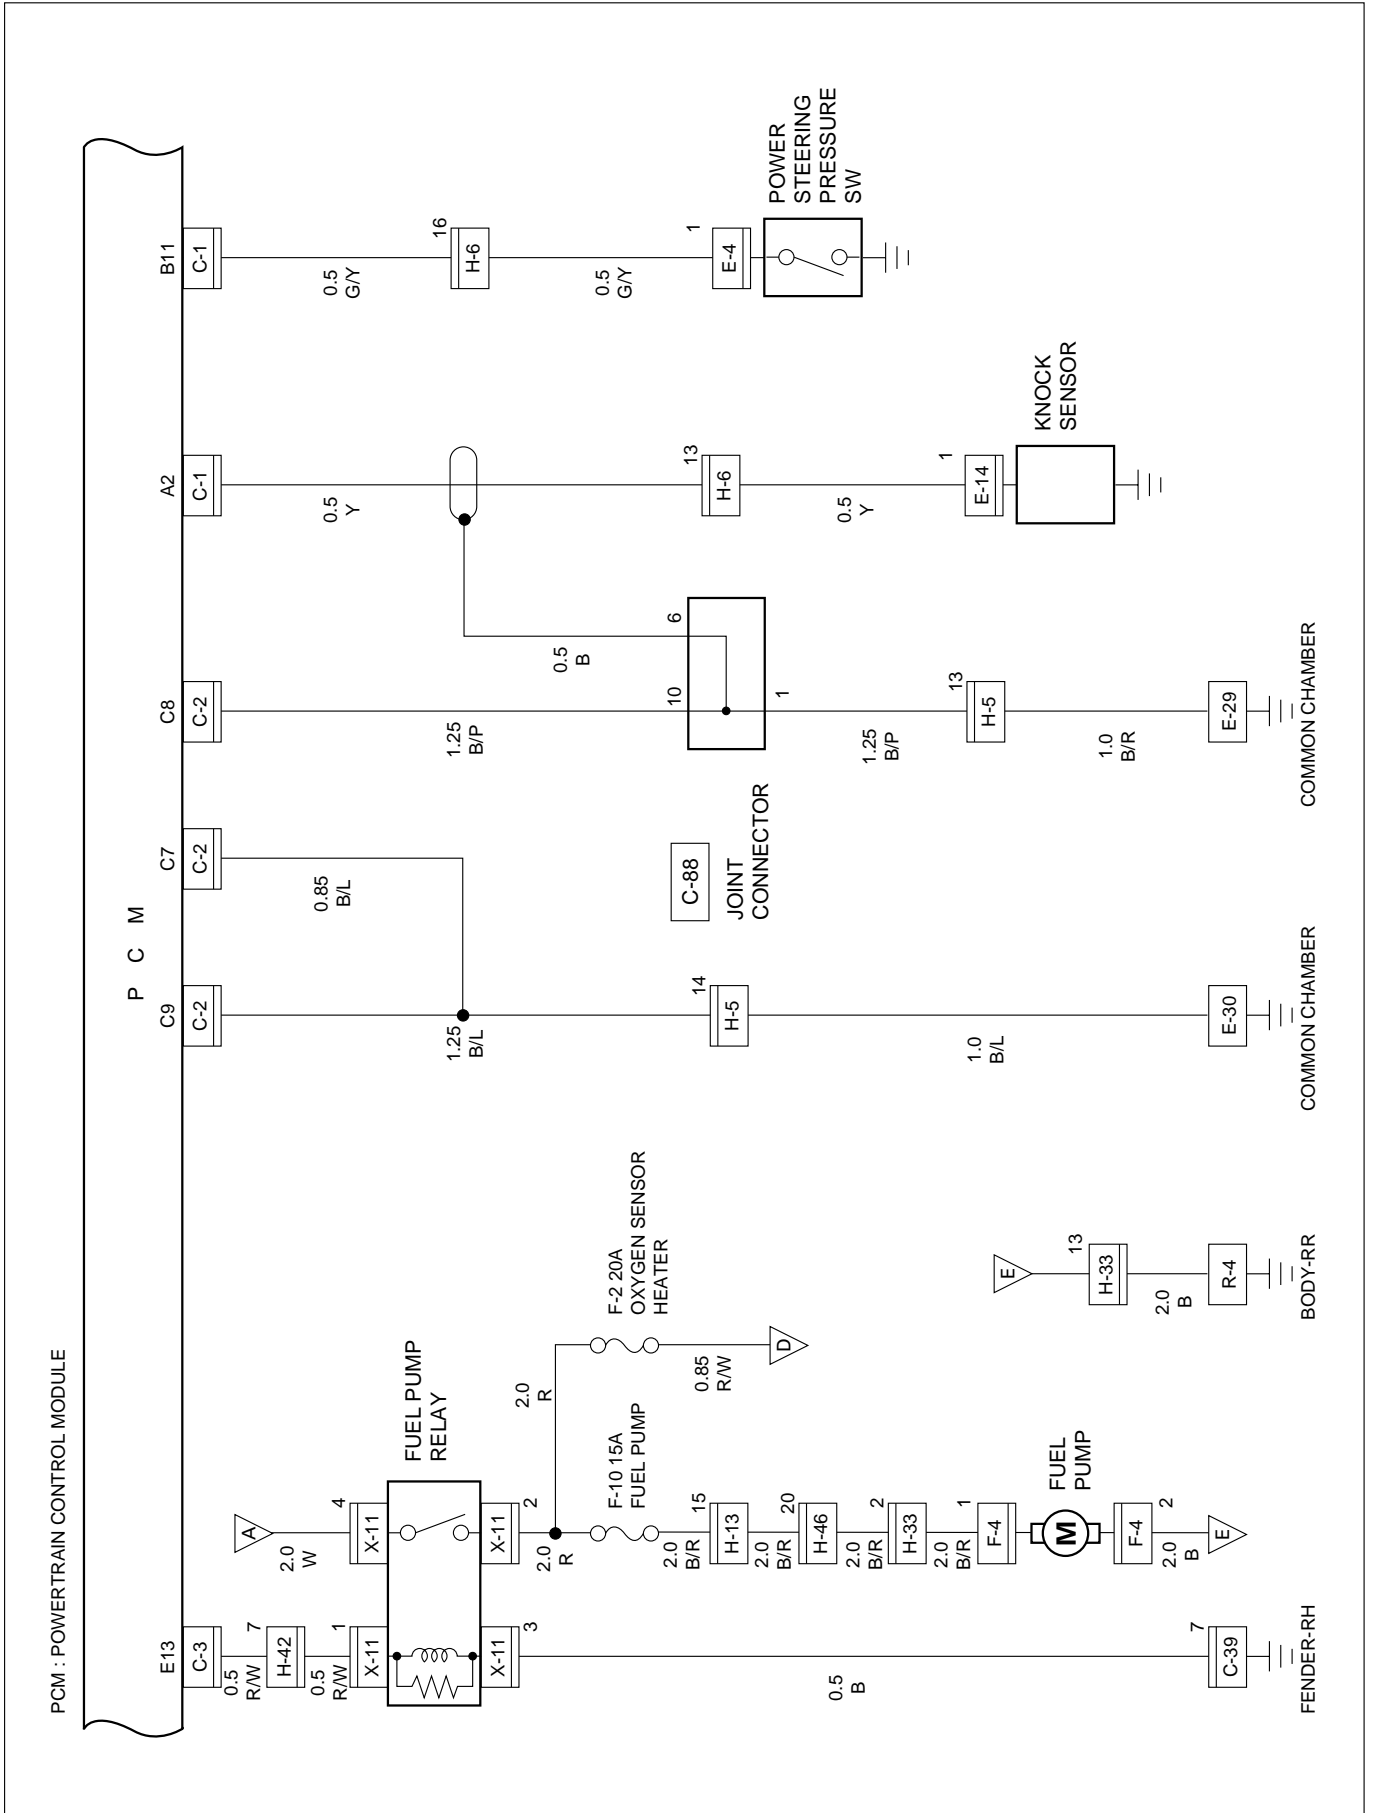 PCM : POWERTRAIN CONTROL MODULE
P C M
E13
C-3
0.5
R/W
7
H-42
0.5
R/W
1
X-11
X-11
3
0.5
B
7
C-39
FENDER-RH
A
2.0
W
4
X-11
FUEL PUMP
RELAY
X-11
2
2.0
R
F-10 15A
FUEL PUMP
2.0
B/R
15
H-13
2.0
B/R
20
H-46
2.0
B/R
2
H-33
2.0
B/R
1
F-4
M
FUEL
PUMP
F-4
2
2.0
B
E
2.0
R
F-2 20A
OXYGEN SENSOR
HEATER
0.85
R/W
D
E
13
H-33
2.0
B
R-4
BODY-RR
C9
C-2
1.25
B/L
14
H-5
1.0
B/L
E-30
COMMON CHAMBER
C7
C-2
0.85
B/L
C-88
JOINT
CONNECTOR
C8
C-2
1.25
B/P
10
6
1
1.25
B/P
13
H-5
1.0
B/R
E-29
COMMON CHAMBER
0.5
B
A2
C-1
0.5
Y
13
H-6
0.5
Y
1
E-14
KNOCK
SENSOR
B11
C-1
0.5
G/Y
16
H-6
0.5
G/Y
1
E-4
POWER
STEERING
PRESSURE
SW